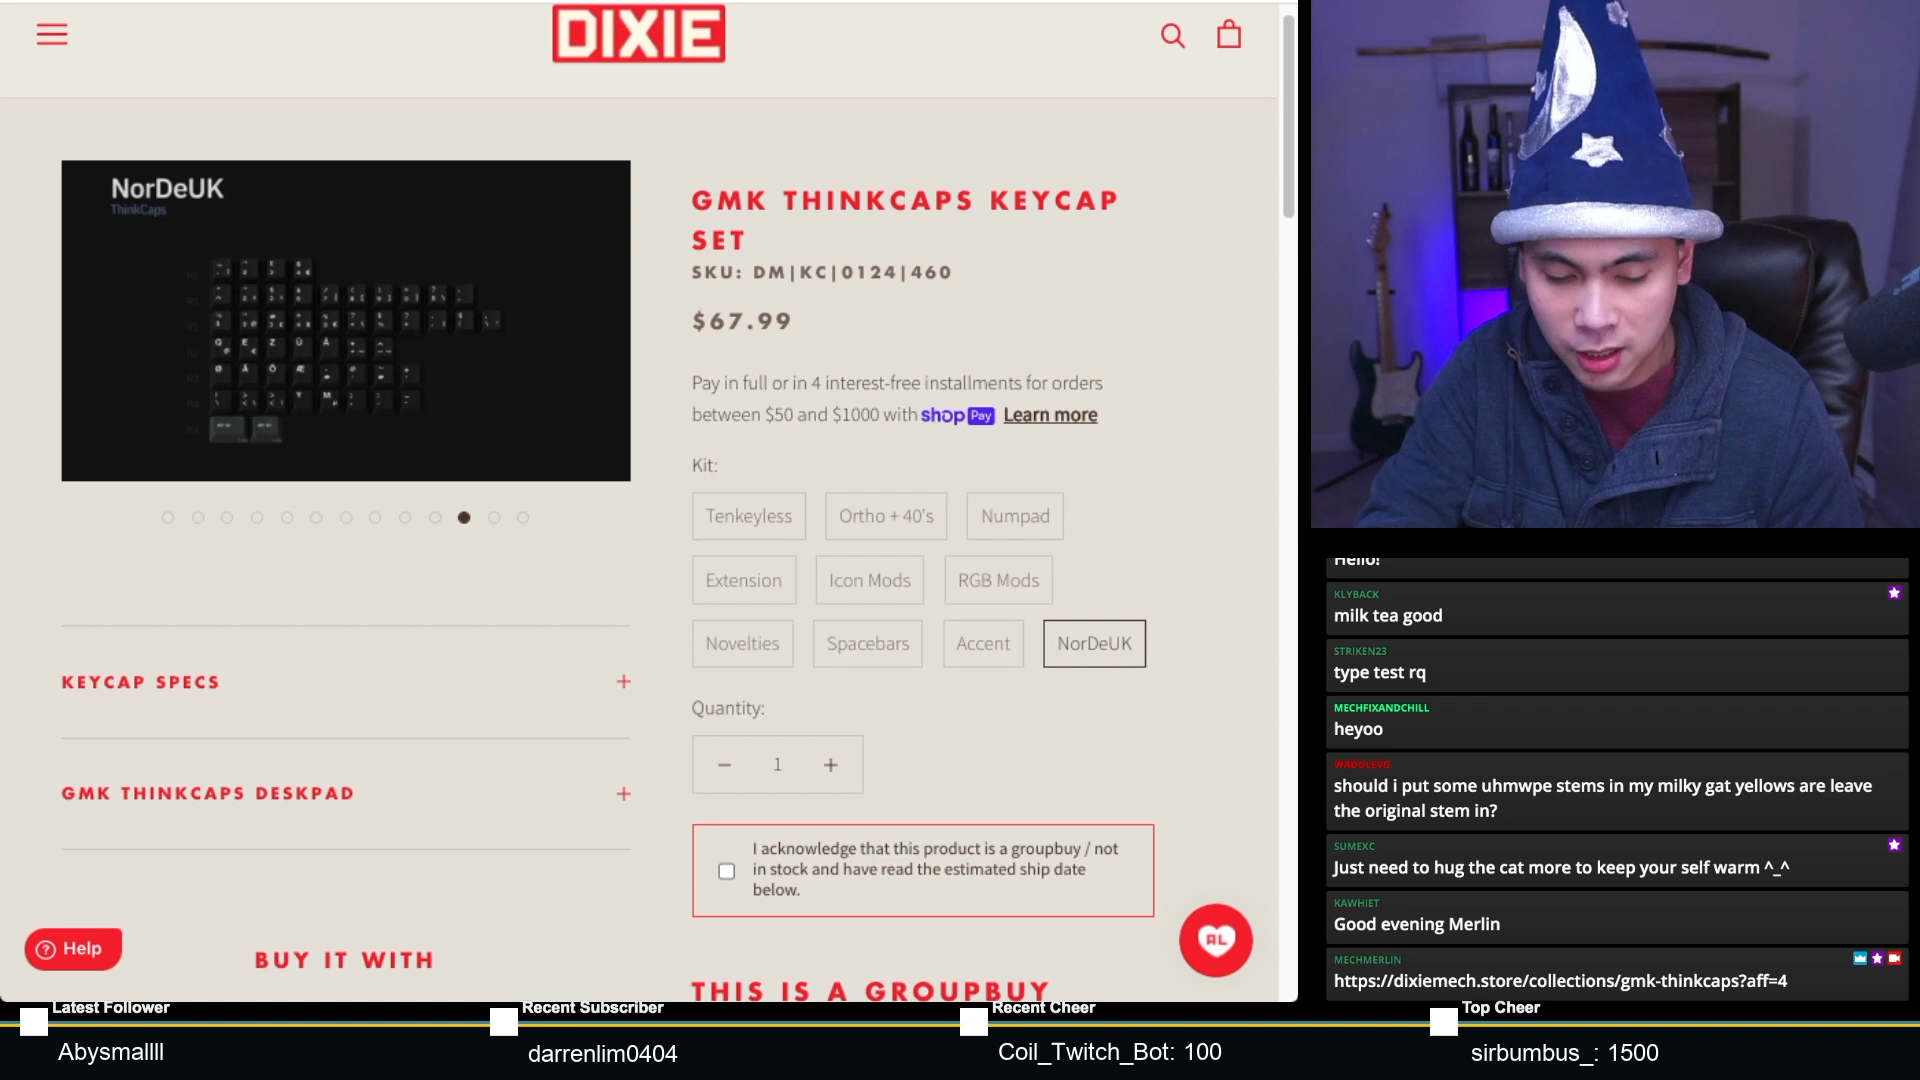 DIXIE
NorDeUK
ThinkCaps
GMK THINKCAPS KEYCAP
SET
SKU: DM|KC|0124|460
$67.99
Pay in full or in 4 interest-free installments for orders
between $50 and $1000 with shop Pay Learn more
Kit:
Tenkeyless Ortho + 40's Numpad
Extension Icon Mods RGB Mods
Novelties Spacebars Accent NorDeUK
Quantity:
− 1 +
I acknowledge that this product is a groupbuy / not
in stock and have read the estimated ship date
below.
KEYCAP SPECS +
GMK THINKCAPS DESKPAD +
Help
BUY IT WITH
THIS IS A GROUPBUY
Hello!
KLYBACK
milk tea good
STRIKEN23
type test rq
MECHFIXANDCHILL
heyoo
WADDLEVG
should i put some uhmwpe stems in my milky gat yellows are leave
the original stem in?
SUMEXC
Just need to hug the cat more to keep your self warm ^_^
KAWHIET
Good evening Merlin
MECHMERLIN
https://dixiemech.store/collections/gmk-thinkcaps?aff=4
Latest Follower
Abysmallll
Recent Subscriber
darrenlim0404
Recent Cheer
Coil_Twitch_Bot: 100
Top Cheer
sirbumbus_: 1500